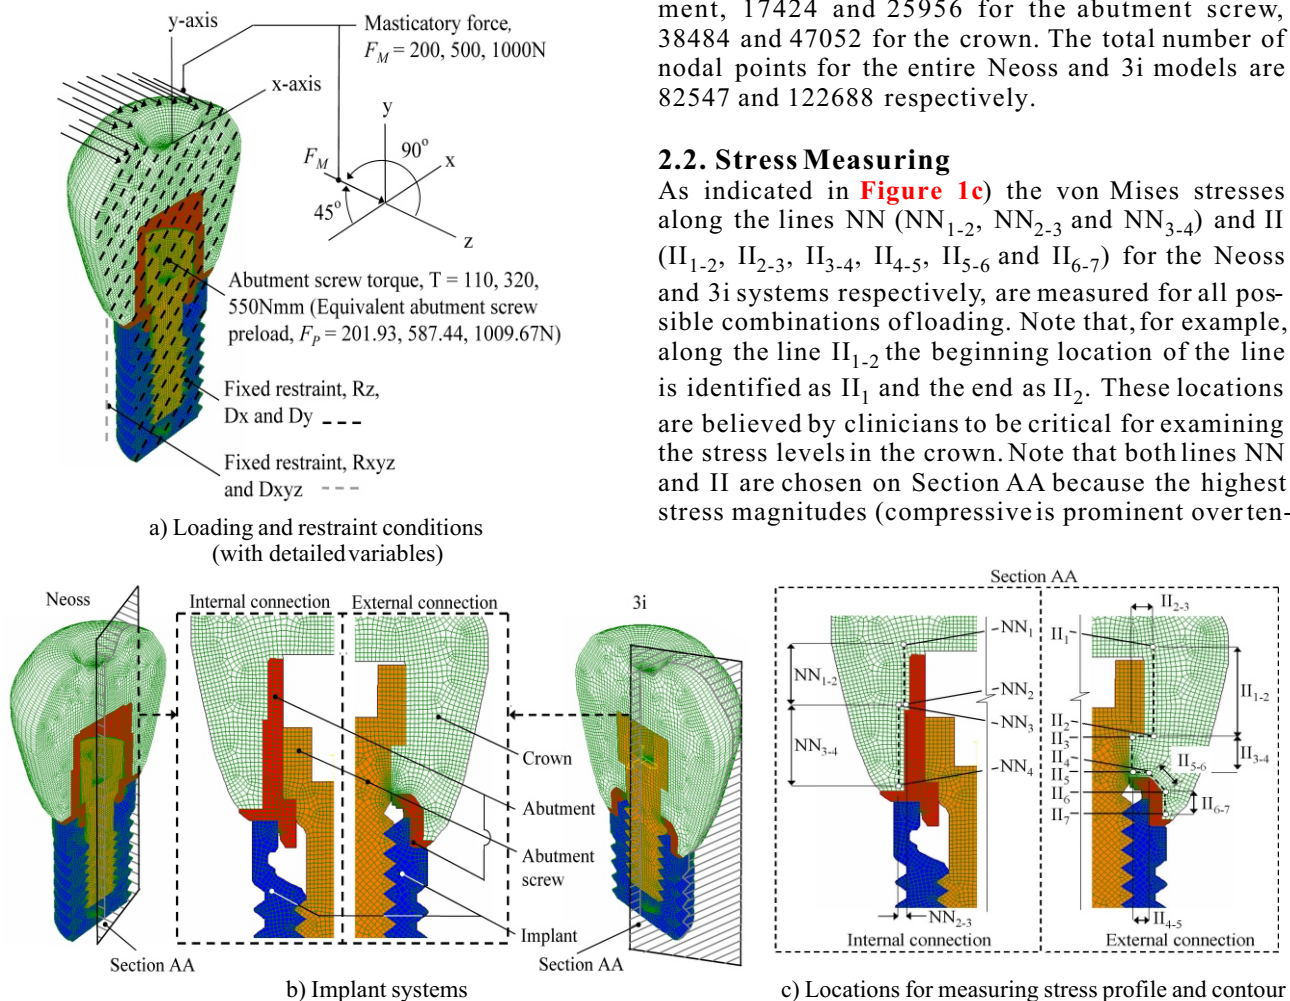 y-axis
Masticatory force,
F_M = 200, 500, 1000N
x-axis
y
F_M
90°
x
45°
z
Abutment screw torque, T = 110, 320,
550Nmm (Equivalent abutment screw
preload, F_P = 201.93, 587.44, 1009.67N)
Fixed restraint, Rz,
Dx and Dy
Fixed restraint, Rxyz
and Dxyz
a) Loading and restraint conditions
(with detailed variables)
ment, 17424 and 25956 for the abutment screw,
38484 and 47052 for the crown. The total number of
nodal points for the entire Neoss and 3i models are
82547 and 122688 respectively.
2.2. Stress Measuring
As indicated in Figure 1c) the von Mises stresses
along the lines NN (NN1-2, NN2-3 and NN3-4) and II
(II1-2, II2-3, II3-4, II4-5, II5-6 and II6-7) for the Neoss
and 3i systems respectively, are measured for all pos-
sible combinations of loading. Note that, for example,
along the line II1-2 the beginning location of the line
is identified as II1 and the end as II2. These locations
are believed by clinicians to be critical for examining
the stress levels in the crown. Note that both lines NN
and II are chosen on Section AA because the highest
stress magnitudes (compressive is prominent over ten-
Neoss
Internal connection
External connection
3i
Crown
Abutment
Abutment
screw
Implant
Section AA
Section AA
b) Implant systems
Section AA
NN1
NN1-2
NN2
NN3
NN3-4
NN4
NN2-3
Internal connection
II2-3
II1
II1-2
II2
II3
II3-4
II4
II5
II5-6
II6
II6-7
II7
II4-5
External connection
c) Locations for measuring stress profile and contour